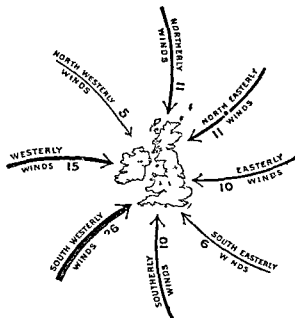 NORTHERLY
WINDS
11
NORTH EASTERLY
WINDS
11
EASTERLY
WINDS
10
SOUTH EASTERLY
W NDS
6
SOUTHERLY
WINDS
10
SOUTH WESTERLY
WINDS
26
WESTERLY
WINDS
15
NORTH WESTERLY
WINDS
5